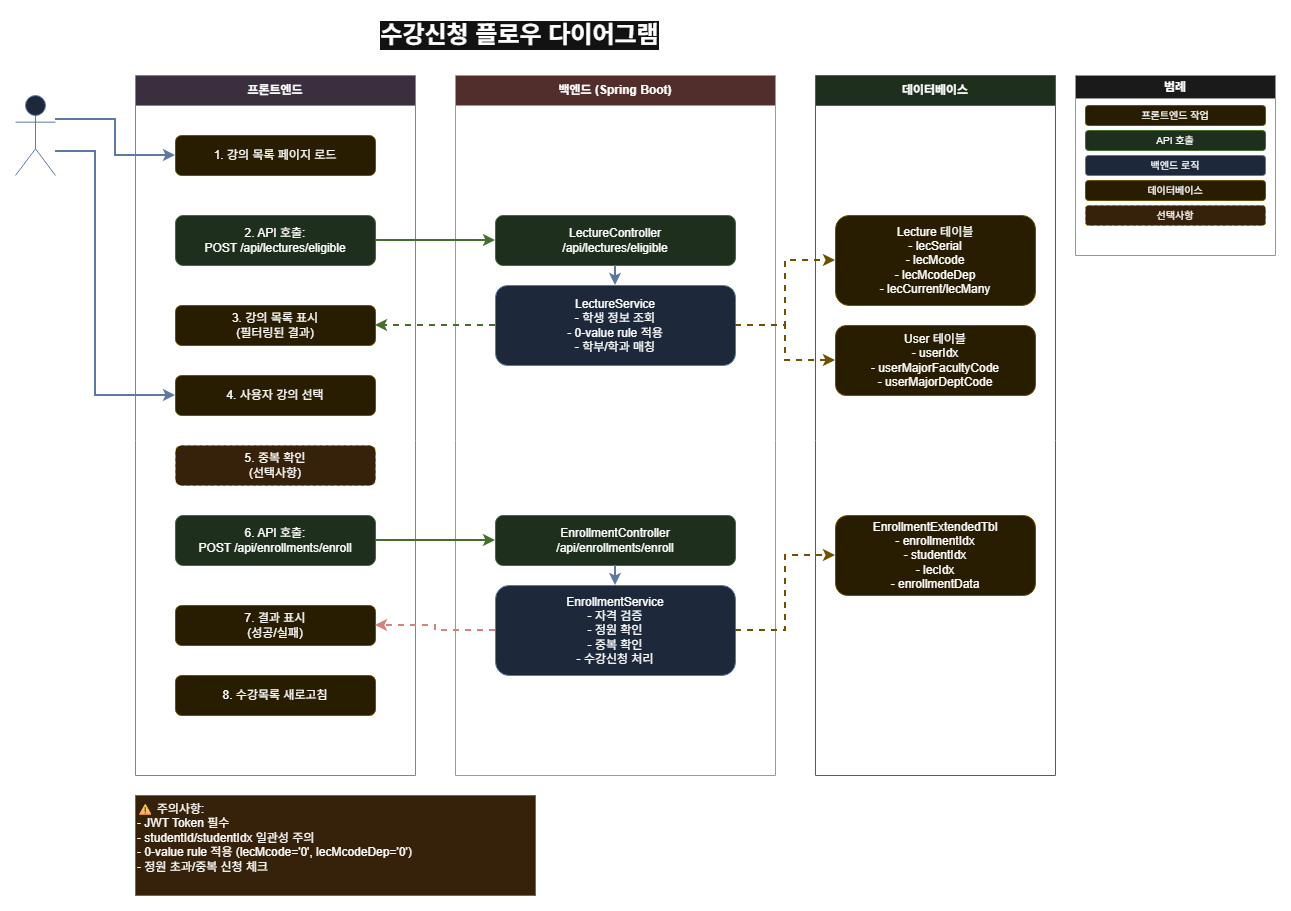 수강신청 플로우 다이어그램
프론트엔드
백엔드 (Spring Boot)
데이터베이스
범례
프론트엔드 작업
API 호출
백엔드 로직
데이터베이스
선택사항
1. 강의 목록 페이지 로드
2. API 호출:
POST /api/lectures/eligible
LectureController
/api/lectures/eligible
Lecture 테이블
- lecSerial
- lecMcode
- lecMcodeDep
- lecCurrent/lecMany
3. 강의 목록 표시
(필터링된 결과)
LectureService
- 학생 정보 조회
- 0-value rule 적용
- 학부/학과 매칭
User 테이블
- userIdx
- userMajorFacultyCode
- userMajorDeptCode
4. 사용자 강의 선택
5. 중복 확인
(선택사항)
6. API 호출:
POST /api/enrollments/enroll
EnrollmentController
/api/enrollments/enroll
EnrollmentExtendedTbl
- enrollmentIdx
- studentIdx
- lecIdx
- enrollmentData
7. 결과 표시
(성공/실패)
EnrollmentService
- 자격 검증
- 정원 확인
- 중복 확인
- 수강신청 처리
8. 수강목록 새로고침
⚠️ 주의사항:
- JWT Token 필수
- studentId/studentIdx 일관성 주의
- 0-value rule 적용 (lecMcode='0', lecMcodeDep='0')
- 정원 초과/중복 신청 체크